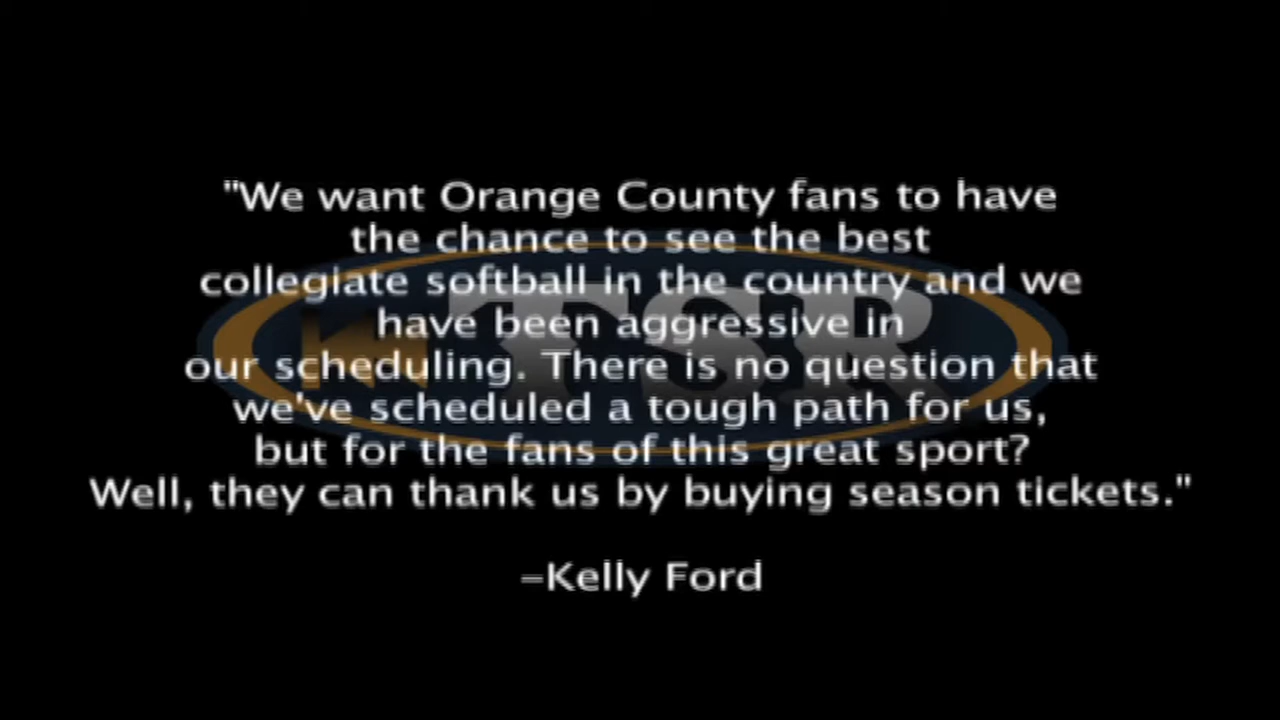 "We want Orange County fans to have
the chance to see the best
collegiate softball in the country and we
have been aggressive in
our scheduling. There is no question that
we've scheduled a tough path for us,
but for the fans of this great sport?
Well, they can thank us by buying season tickets."
–Kelly Ford
TSR